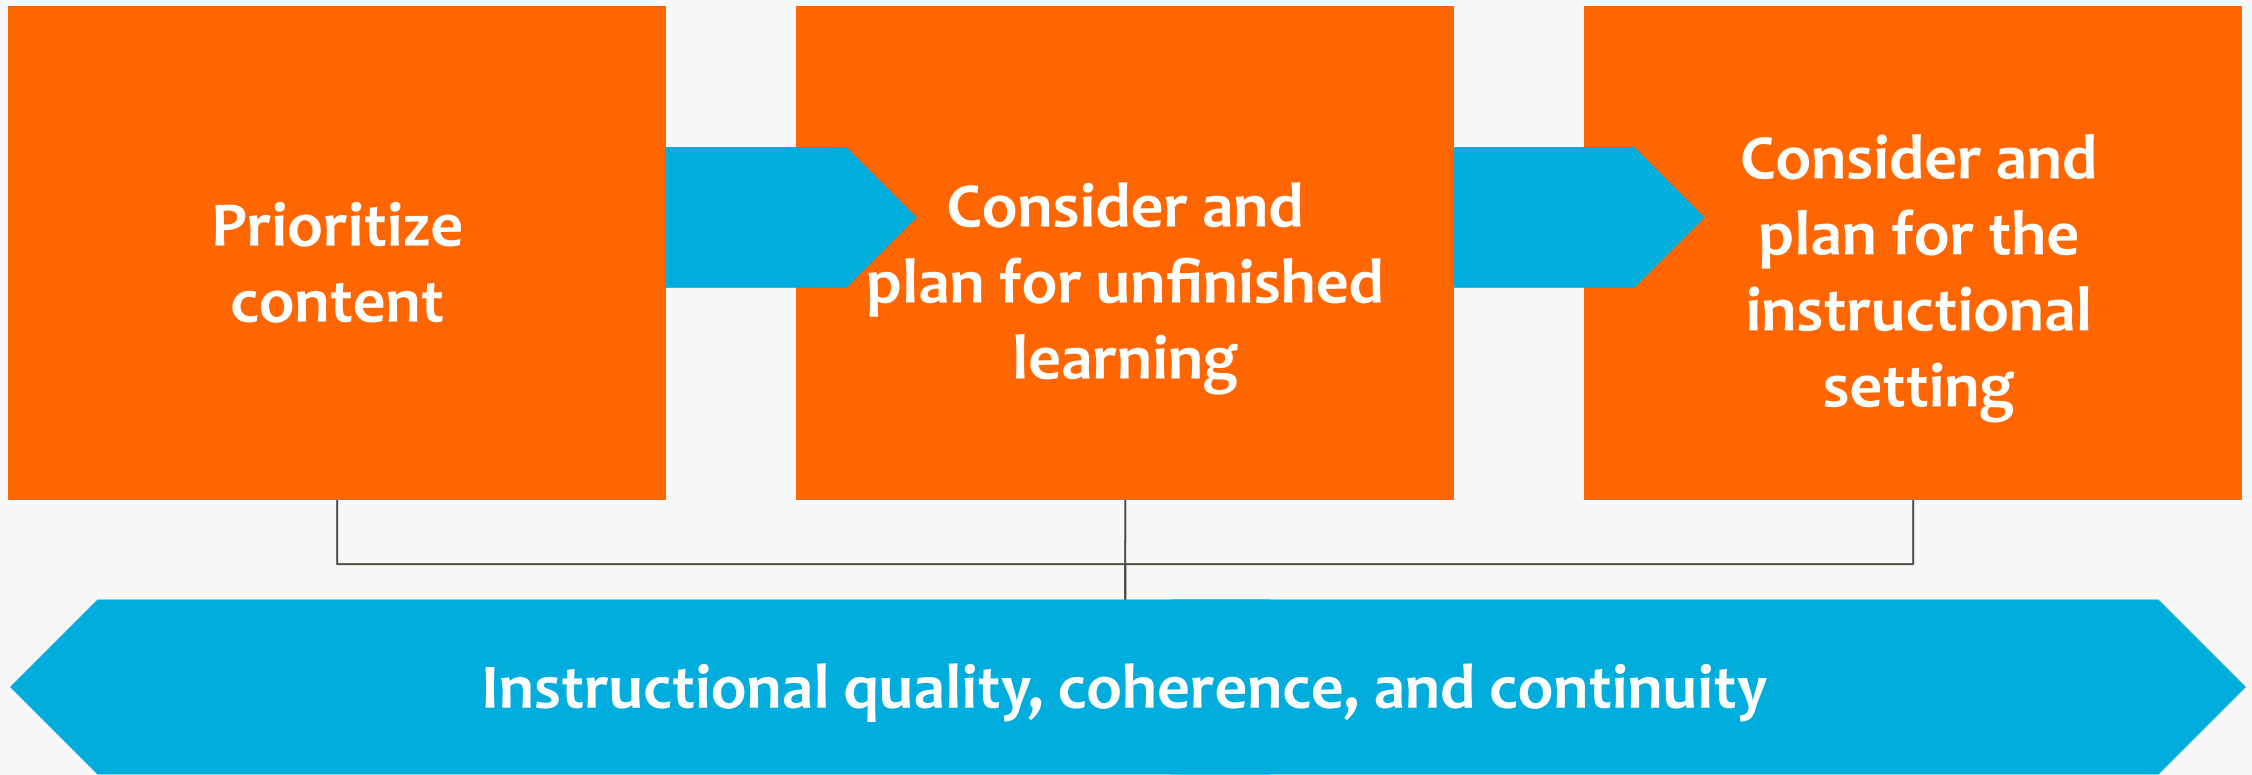 Prioritize
content
Consider and
plan for unfinished
learning
Consider and
plan for the
instructional
setting
Instructional quality, coherence, and continuity